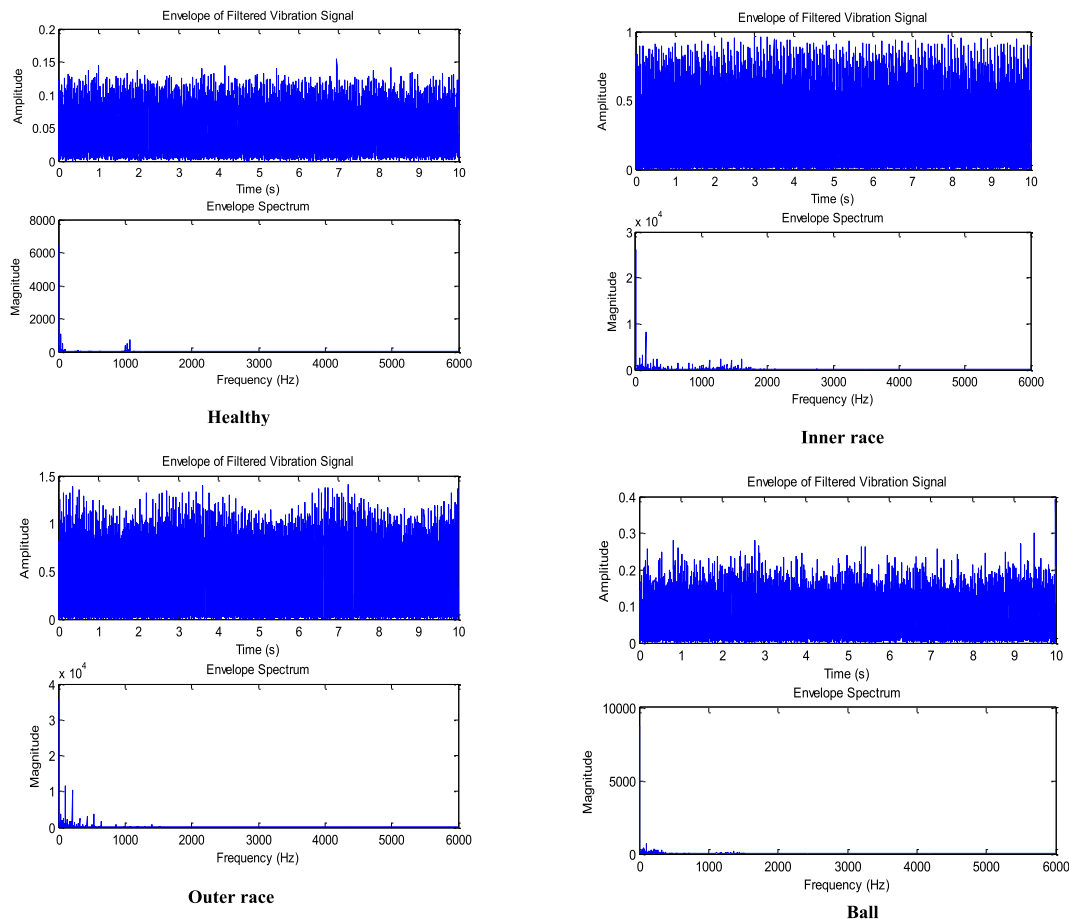 Envelope of Filtered Vibration Signal
0.2
0.15
0.1
0.05
0
Amplitude
0 1 2 3 4 5 6 7 8 9 10
Time (s)
Envelope Spectrum
8000
6000
4000
2000
0
Magnitude
0 1000 2000 3000 4000 5000 6000
Frequency (Hz)
Healthy
Envelope of Filtered Vibration Signal
1
0.5
0
Amplitude
0 1 2 3 4 5 6 7 8 9 10
Time (s)
Envelope Spectrum
x 10^4
3
2
1
0
Magnitude
0 1000 2000 3000 4000 5000 6000
Frequency (Hz)
Inner race
Envelope of Filtered Vibration Signal
1.5
1
0.5
0
Amplitude
0 1 2 3 4 5 6 7 8 9 10
Time (s)
Envelope Spectrum
x 10^4
4
3
2
1
0
Magnitude
0 1000 2000 3000 4000 5000 6000
Frequency (Hz)
Outer race
Envelope of Filtered Vibration Signal
0.4
0.3
0.2
0.1
0
Amplitude
0 1 2 3 4 5 6 7 8 9 10
Time (s)
Envelope Spectrum
10000
5000
0
Magnitude
0 1000 2000 3000 4000 5000 6000
Frequency (Hz)
Ball